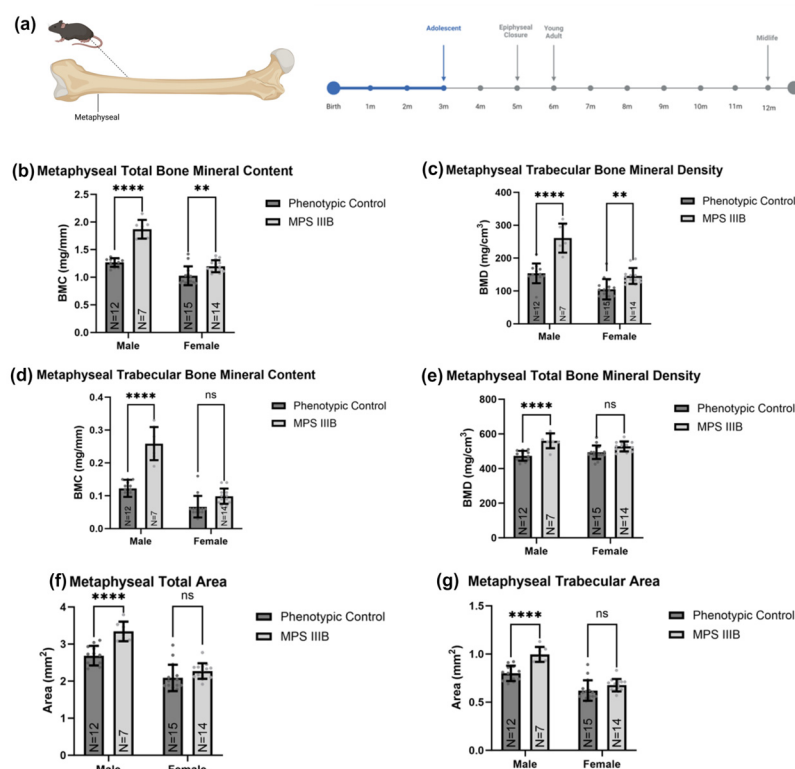 (a)
Metaphyseal
Adolescent
Epiphyseal
Closure
Young
Adult
Midlife
Birth 1m 2m 3m 4m 5m 6m 7m 8m 9m 10m 11m 12m
(b) Metaphyseal Total Bone Mineral Content
BMC (mg/mm)
2.5
2.0
1.5
1.0
0.5
0.0
**** **
N=12 N=7 N=15 N=14
Male Female
Phenotypic Control
MPS IIIB
(c) Metaphyseal Trabecular Bone Mineral Density
BMD (mg/cm³)
400
300
200
100
0
**** **
N=12 N=7 N=15 N=14
Male Female
Phenotypic Control
MPS IIIB
(d) Metaphyseal Trabecular Bone Mineral Content
BMC (mg/mm)
0.4
0.3
0.2
0.1
0.0
**** ns
N=12 N=7 N=15 N=14
Male Female
Phenotypic Control
MPS IIIB
(e) Metaphyseal Total Bone Mineral Density
BMD (mg/cm³)
800
600
400
200
0
**** ns
N=12 N=7 N=15 N=14
Male Female
Phenotypic Control
MPS IIIB
(f) Metaphyseal Total Area
Area (mm²)
4
3
2
1
0
**** ns
N=12 N=7 N=15 N=14
Male Female
Phenotypic Control
MPS IIIB
(g) Metaphyseal Trabecular Area
Area (mm²)
1.5
1.0
0.5
0.0
**** ns
N=12 N=7 N=15 N=14
Male Female
Phenotypic Control
MPS IIIB